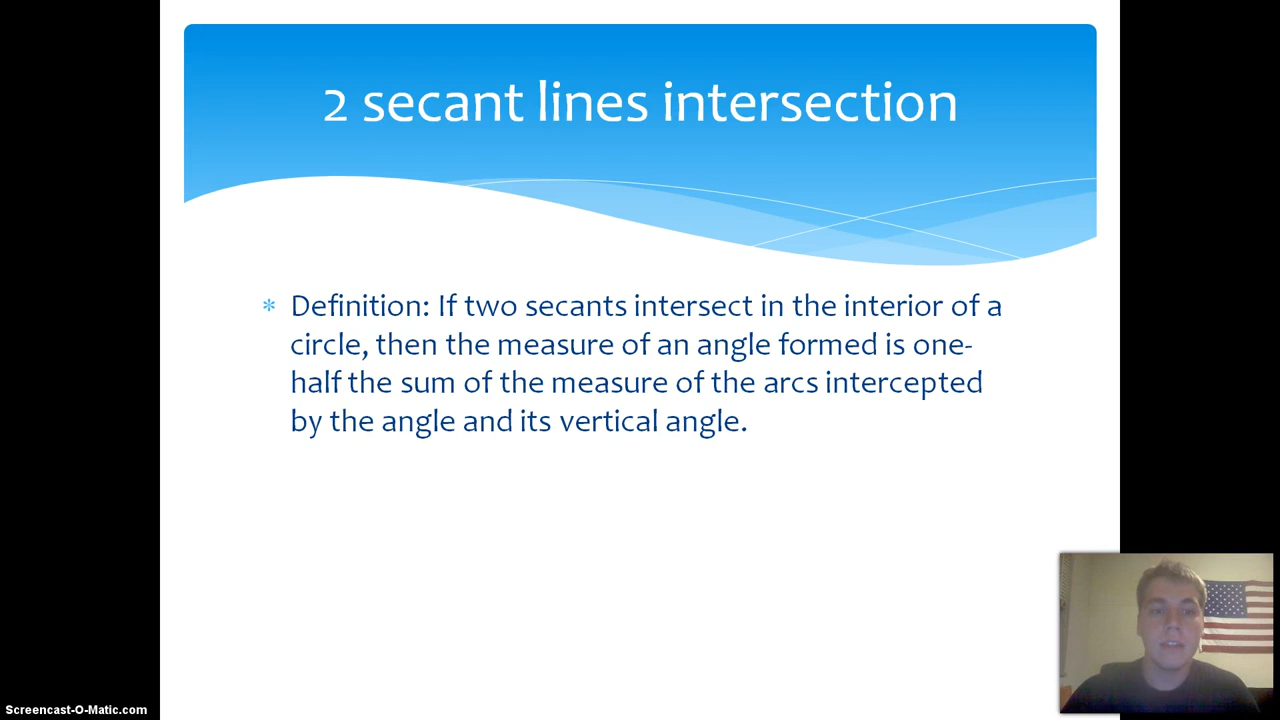 2 secant lines intersection
* Definition: If two secants intersect in the interior of a
circle, then the measure of an angle formed is one-
half the sum of the measure of the arcs intercepted
by the angle and its vertical angle.
Screencast-O-Matic.com